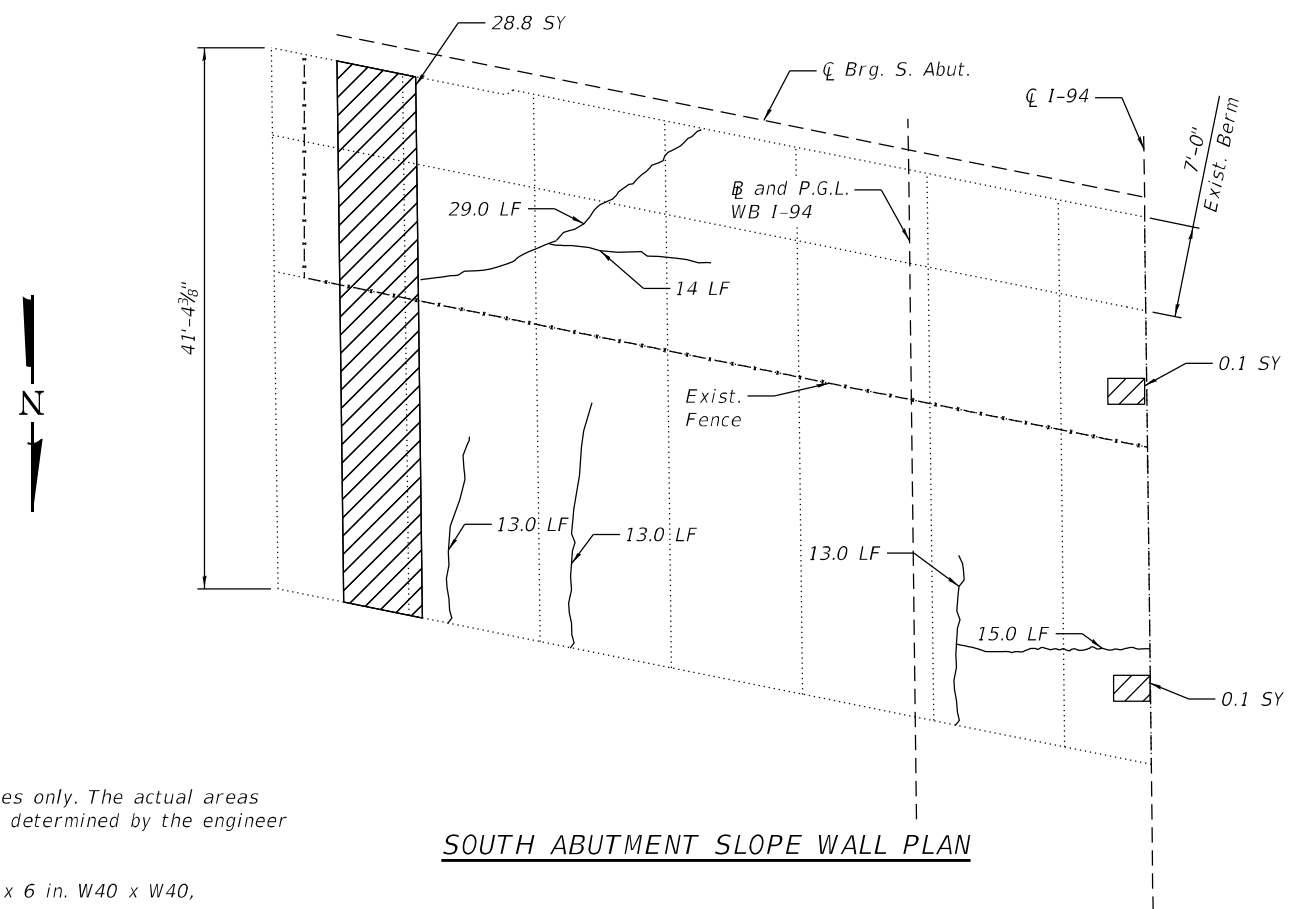 28.8 SY
℄ Brg. S. Abut.
℄ I-94
7'-0"
Exist. Berm
B and P.G.L.
WB I-94
29.0 LF
14 LF
41'-4⅜"
N
0.1 SY
Exist.
Fence
13.0 LF
13.0 LF
13.0 LF
15.0 LF
0.1 SY
es only. The actual areas
determined by the engineer
SOUTH ABUTMENT SLOPE WALL PLAN
x 6 in. W40 x W40,